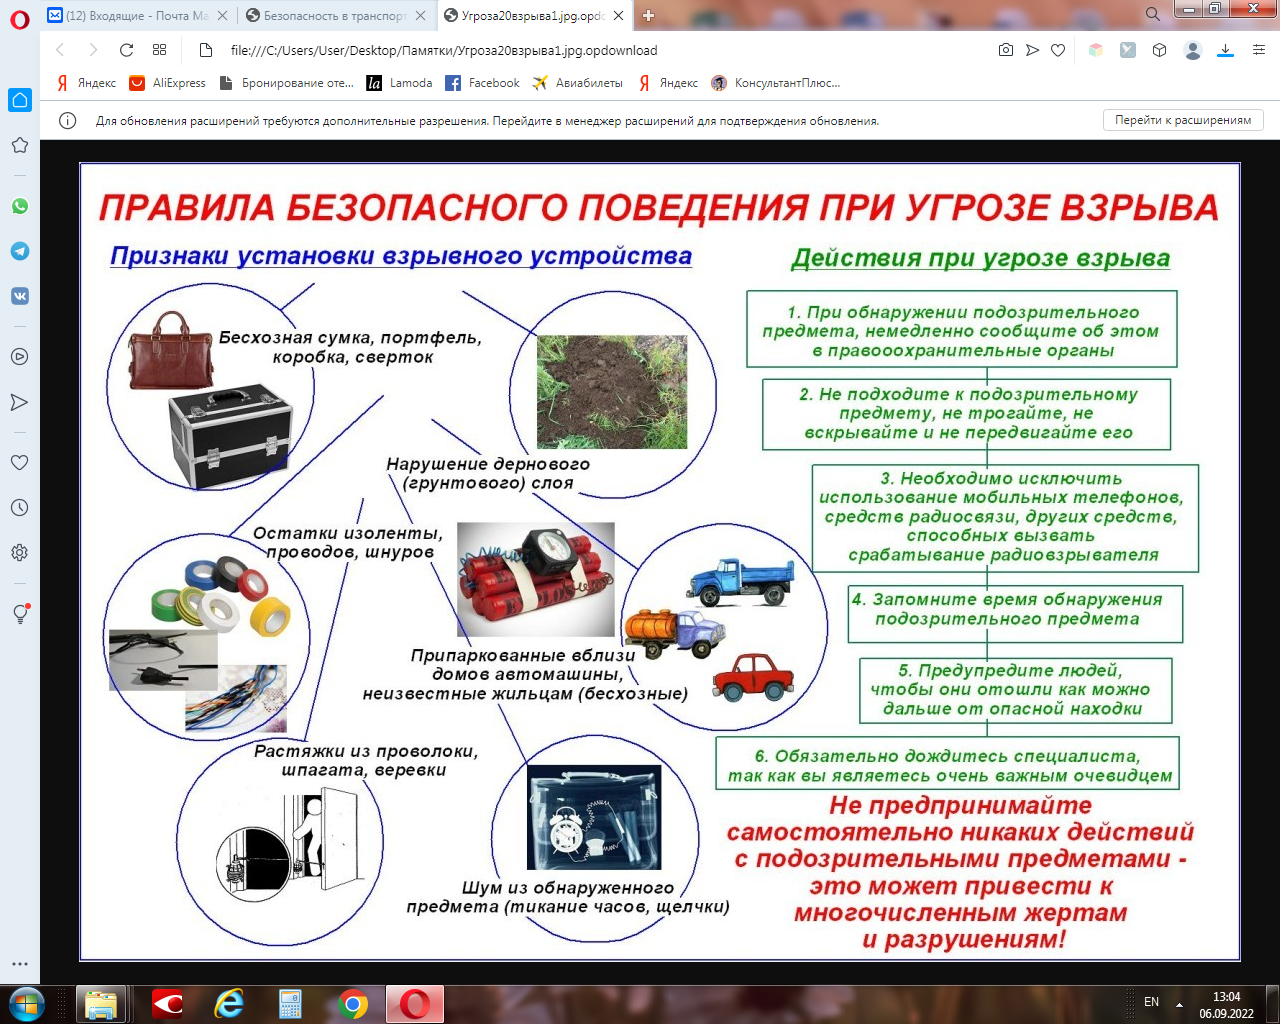 (12) Входящие - Почта Ma
Безопасность в транспорт
Угроза20взрыва1.jpg.opdo
file:///C:/Users/User/Desktop/Памятки/Угроза20взрыва1.jpg.opdownload
Яндекс
AliExpress
Бронирование оте...
Lamoda
Facebook
Авиабилеты
Яндекс
КонсультантПлюс...
Для обновления расширений требуются дополнительные разрешения. Перейдите в менеджер расширений для подтверждения обновления.
Перейти к расширениям
ПРАВИЛА БЕЗОПАСНОГО ПОВЕДЕНИЯ ПРИ УГРОЗЕ ВЗРЫВА
Признаки установки взрывного устройства
Бесхозная сумка, портфель,
коробка, сверток
Нарушение дернового
(грунтового) слоя
Остатки изоленты,
проводов, шнуров
Припаркованные вблизи
домов автомашины,
неизвестные жильцам (бесхозные)
Растяжки из проволоки,
шпагата, веревки
Шум из обнаруженного
предмета (тикание часов, щелчки)
Действия при угрозе взрыва
1. При обнаружении подозрительного
предмета, немедленно сообщите об этом
в правооохранительные органы
2. Не подходите к подозрительному
предмету, не трогайте, не
вскрывайте и не передвигайте его
3. Необходимо исключить
использование мобильных телефонов,
средств радиосвязи, других средств,
способных вызвать
срабатывание радиовзрывателя
4. Запомните время обнаружения
подозрительного предмета
5. Предупредите людей,
чтобы они отошли как можно
дальше от опасной находки
6. Обязательно дождитесь специалиста,
так как вы являетесь очень важным очевидцем
Не предпринимайте
самостоятельно никаких действий
с подозрительными предметами -
это может привести к
многочисленным жертам
и разрушениям!
EN
13:04
06.09.2022